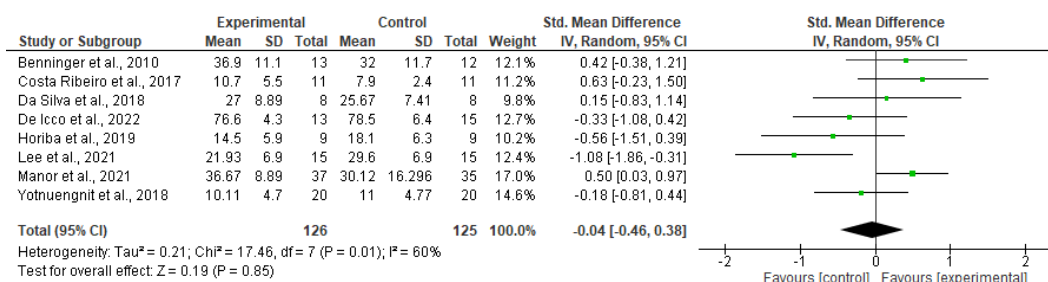 Experimental Control Std. Mean Difference Std. Mean Difference
Study or Subgroup Mean SD Total Mean SD Total Weight IV, Random, 95% CI IV, Random, 95% CI
Benninger et al., 2010 36.9 11.1 13 32 11.7 12 12.1% 0.42 [-0.38, 1.21]
Costa Ribeiro et al., 2017 10.7 5.5 11 7.9 2.4 11 11.1% 0.63 [-0.23, 1.50]
Da Silva et al., 2018 27 8.89 8 25.67 7.41 8 9.8% 0.15 [-0.83, 1.14]
De Icco et al., 2022 76.6 4.3 13 78.5 6.4 15 12.7% -0.33 [-1.08, 0.42]
Horiba et al., 2019 14.5 5.9 9 18.1 6.3 9 10.2% -0.56 [-1.51, 0.39]
Lee et al., 2021 21.93 6.9 15 29.6 6.9 15 12.4% -1.08 [-1.86, -0.31]
Manor et al., 2021 36.67 8.89 37 30.12 16.296 35 17.0% 0.50 [0.03, 0.97]
Yotnuengnit et al., 2018 10.11 4.7 20 11 4.77 20 14.6% -0.18 [-0.81, 0.44]
Total (95% CI) 126 125 100.0% -0.04 [-0.46, 0.38]
Heterogeneity: Tau² = 0.21; Chi² = 17.46, df = 7 (P = 0.01); I² = 60%
Test for overall effect: Z = 0.19 (P = 0.85)
-2 -1 0 1 2
Favours [control] Favours [experimental]